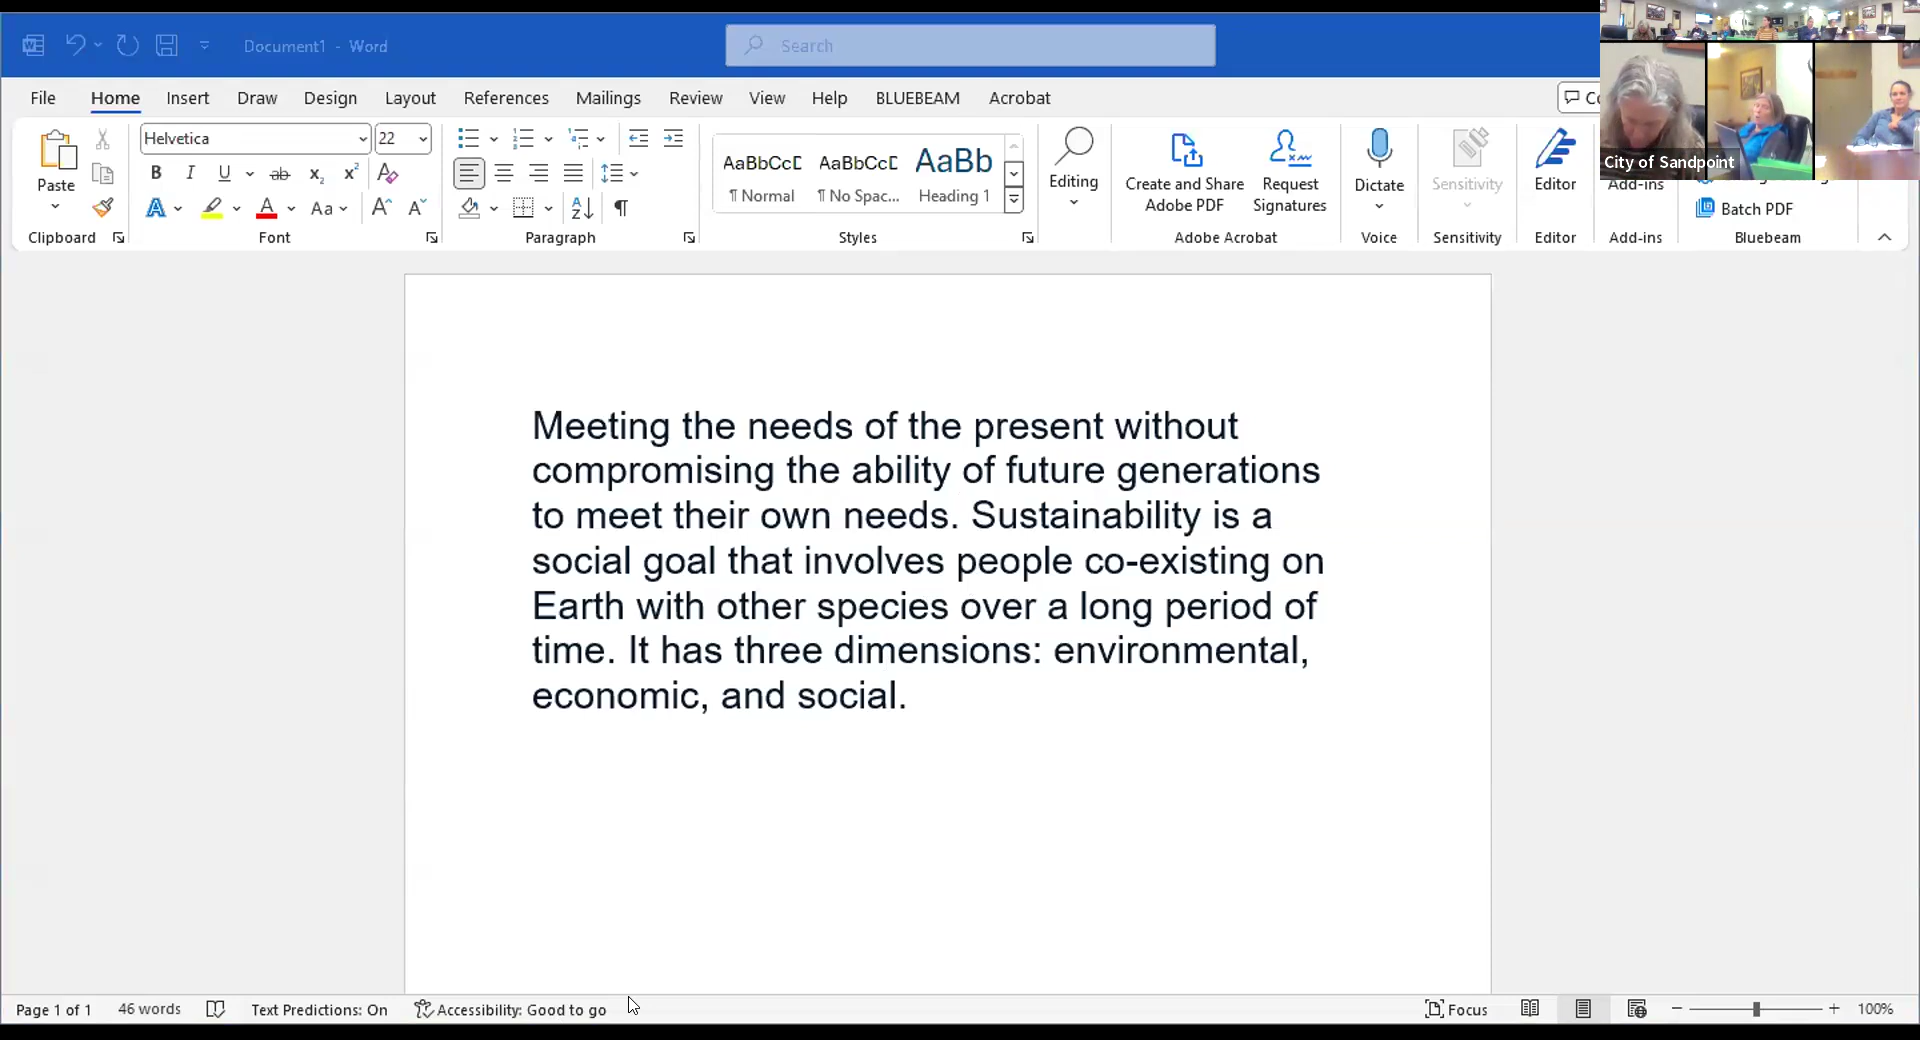 Document1 - Word
Search
File Home Insert Draw Design Layout References Mailings Review View Help BLUEBEAM Acrobat
Helvetica 22
Paste
B I U ab x₂ x² A
A A Aa A A
AaBbCcD AaBbCcD AaBb
¶ Normal ¶ No Spac... Heading 1
Editing
Create and Share
Adobe PDF
Request
Signatures
Dictate
Sensitivity
Editor
Add-ins
Batch PDF
City of Sandpoint
Clipboard Font Paragraph Styles Adobe Acrobat Voice Sensitivity Editor Add-ins Bluebeam
Meeting the needs of the present without
compromising the ability of future generations
to meet their own needs. Sustainability is a
social goal that involves people co-existing on
Earth with other species over a long period of
time. It has three dimensions: environmental,
economic, and social.
Page 1 of 1 46 words Text Predictions: On Accessibility: Good to go Focus 100%